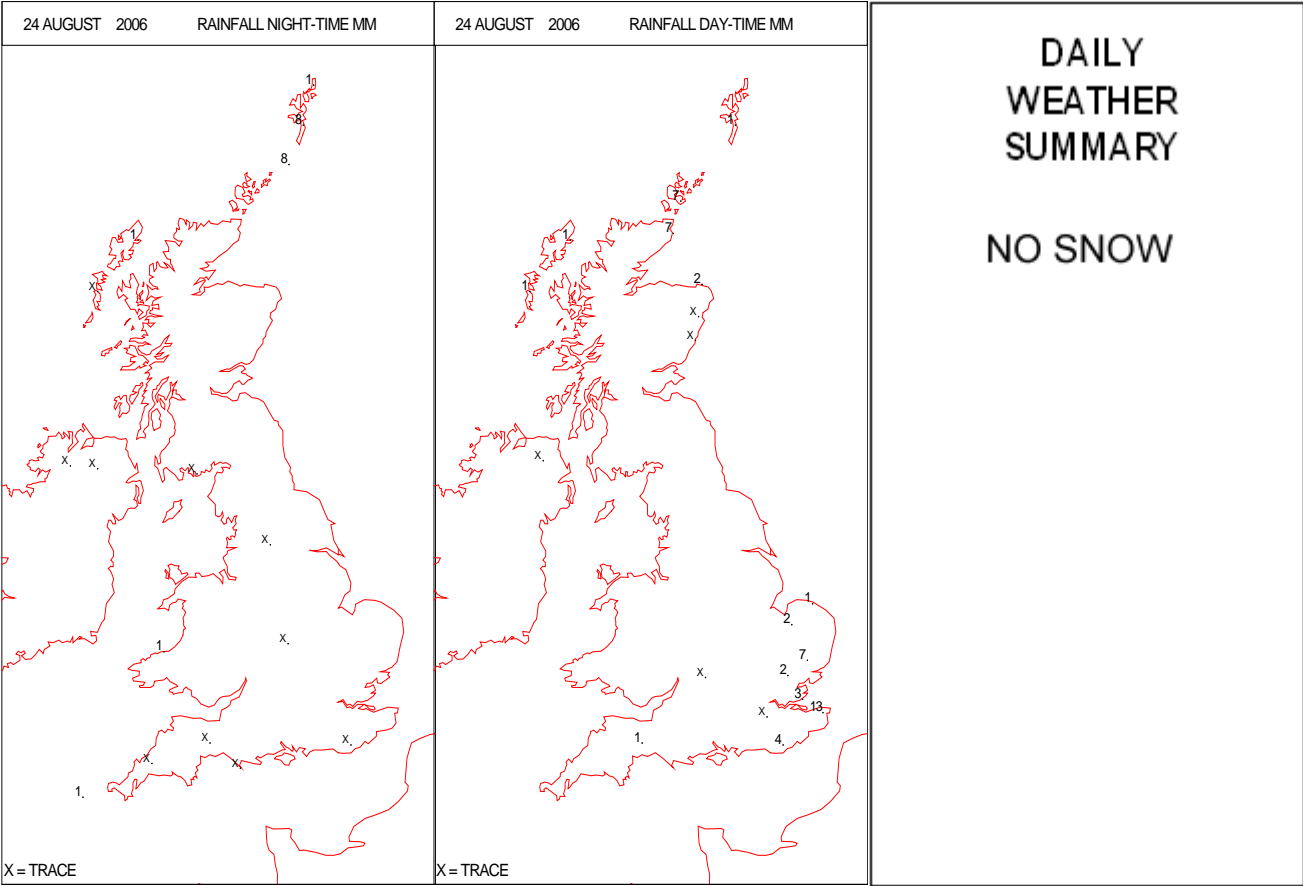 24 AUGUST 2006 RAINFALL NIGHT-TIME MM
1
8
8
1
X
X X
X
X
X
1
X
X
X
X
1
X = TRACE
24 AUGUST 2006 RAINFALL DAY-TIME MM
1
7
7
1
1
2
X
X
X
1
2
7
2
X
3
13
X
1
4
X = TRACE
DAILY
WEATHER
SUMMARY
NO SNOW